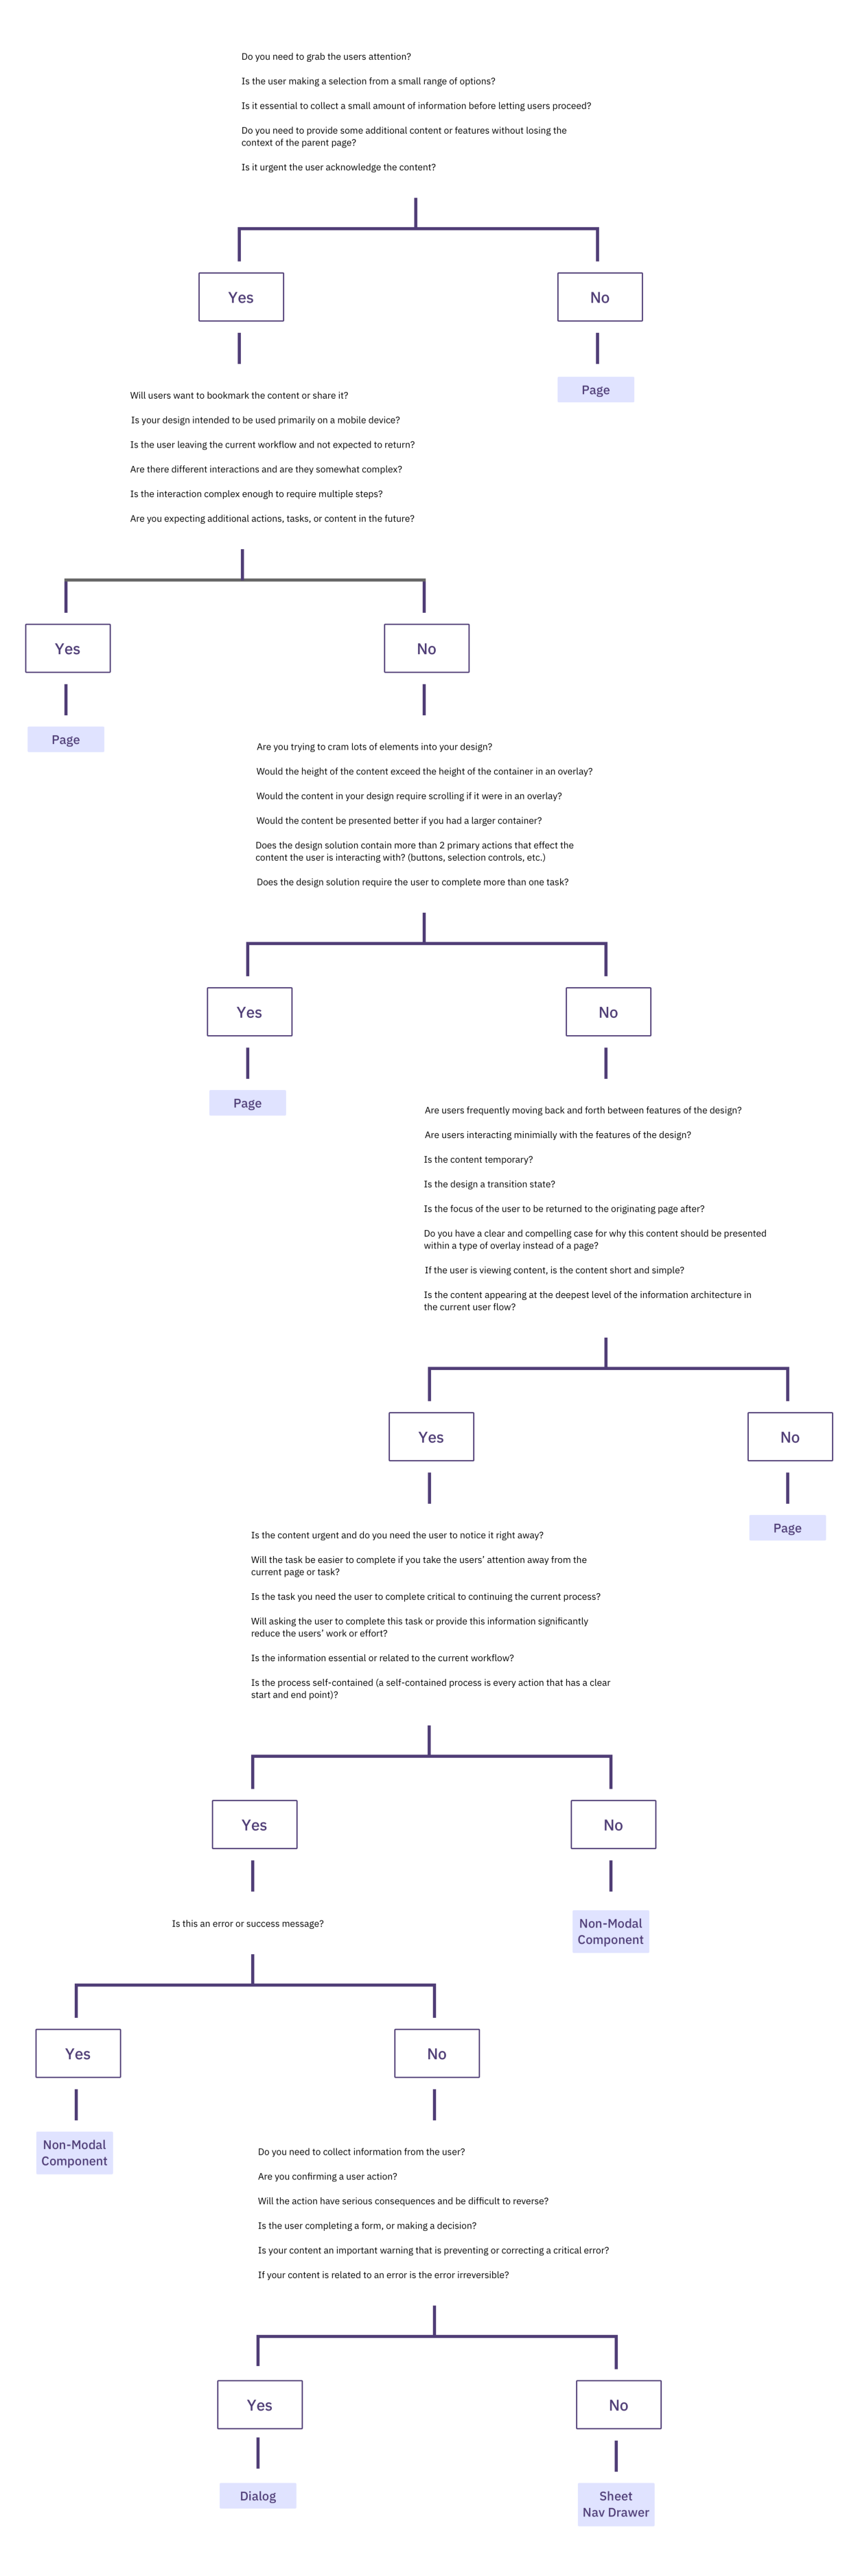 Do you need to grab the users attention?
Is the user making a selection from a small range of options?
Is it essential to collect a small amount of information before letting users proceed?
Do you need to provide some additional content or features without losing the
context of the parent page?
Is it urgent the user acknowledge the content?
Yes
No
Page
Will users want to bookmark the content or share it?
Is your design intended to be used primarily on a mobile device?
Is the user leaving the current workflow and not expected to return?
Are there different interactions and are they somewhat complex?
Is the interaction complex enough to require multiple steps?
Are you expecting additional actions, tasks, or content in the future?
Yes
No
Page
Are you trying to cram lots of elements into your design?
Would the height of the content exceed the height of the container in an overlay?
Would the content in your design require scrolling if it were in an overlay?
Would the content be presented better if you had a larger container?
Does the design solution contain more than 2 primary actions that effect the
content the user is interacting with? (buttons, selection controls, etc.)
Does the design solution require the user to complete more than one task?
Yes
No
Page
Are users frequently moving back and forth between features of the design?
Are users interacting minimially with the features of the design?
Is the content temporary?
Is the design a transition state?
Is the focus of the user to be returned to the originating page after?
Do you have a clear and compelling case for why this content should be presented
within a type of overlay instead of a page?
If the user is viewing content, is the content short and simple?
Is the content appearing at the deepest level of the information architecture in
the current user flow?
Yes
No
Page
Is the content urgent and do you need the user to notice it right away?
Will the task be easier to complete if you take the users’ attention away from the
current page or task?
Is the task you need the user to complete critical to continuing the current process?
Will asking the user to complete this task or provide this information significantly
reduce the users’ work or effort?
Is the information essential or related to the current workflow?
Is the process self-contained (a self-contained process is every action that has a clear
start and end point)?
Yes
No
Non-Modal
Component
Is this an error or success message?
Yes
No
Non-Modal
Component
Do you need to collect information from the user?
Are you confirming a user action?
Will the action have serious consequences and be difficult to reverse?
Is the user completing a form, or making a decision?
Is your content an important warning that is preventing or correcting a critical error?
If your content is related to an error is the error irreversible?
Yes
No
Dialog
Sheet
Nav Drawer